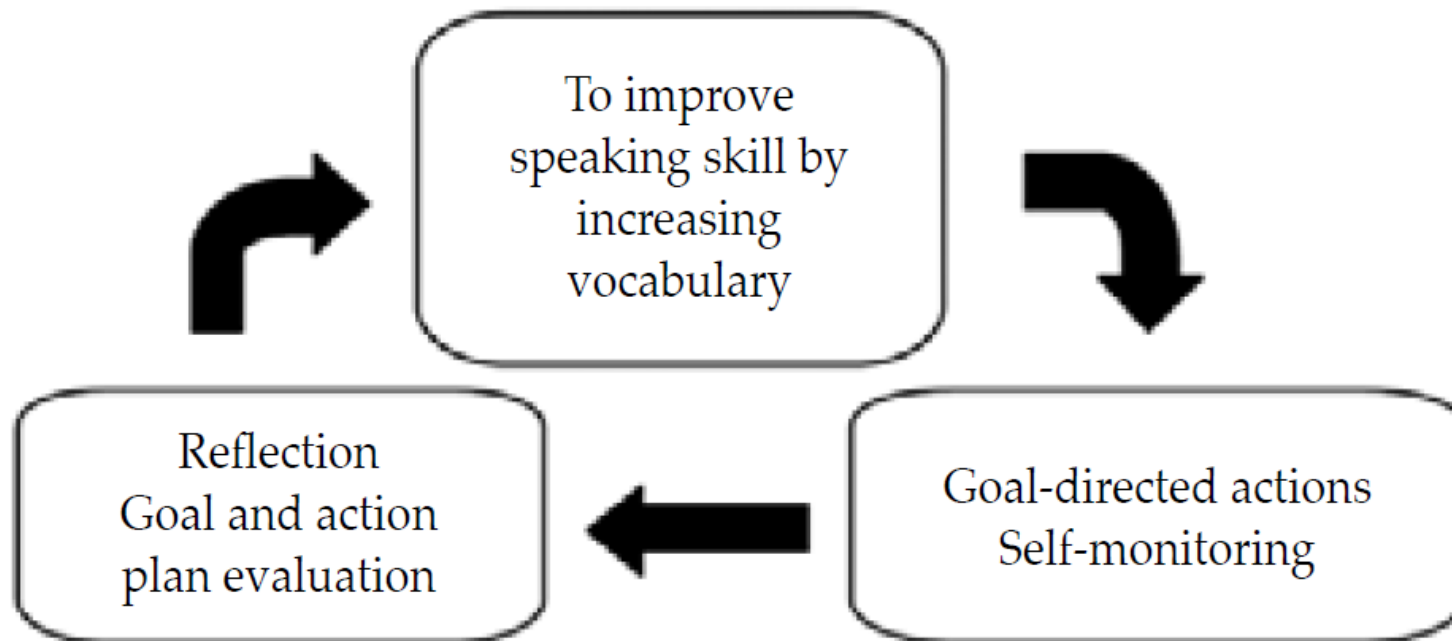 To improve
speaking skill by
increasing
vocabulary
Goal-directed actions
Self-monitoring
Reflection
Goal and action
plan evaluation